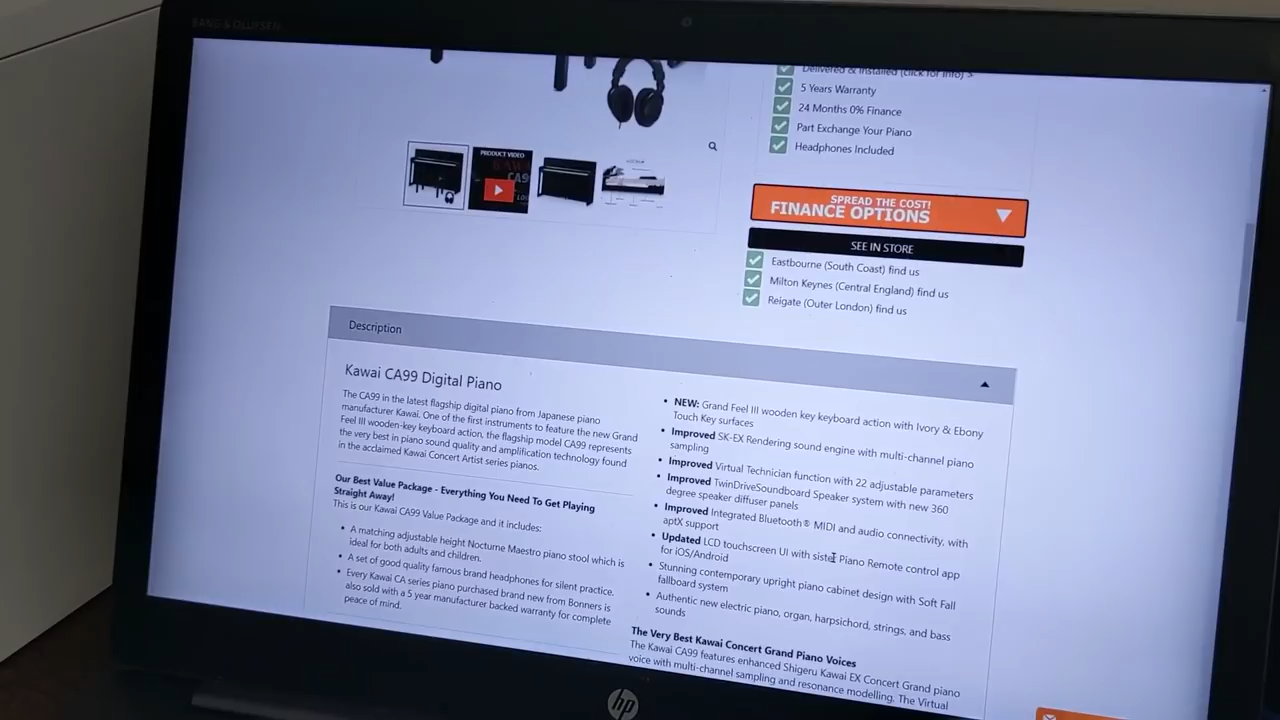 BANG & OLUFSEN
Delivered & Installed (click for info) >
5 Years Warranty
24 Months 0% Finance
Part Exchange Your Piano
Headphones Included
PRODUCT VIDEO
SPREAD THE COST!
FINANCE OPTIONS
SEE IN STORE
Eastbourne (South Coast) find us
Milton Keynes (Central England) find us
Reigate (Outer London) find us
Description
Kawai CA99 Digital Piano
The CA99 in the latest flagship digital piano from Japanese piano
manufacturer Kawai. One of the first instruments to feature the new Grand
Feel III wooden-key keyboard action, the flagship model CA99 represents
the very best in piano sound quality and amplification technology found
in the acclaimed Kawai Concert Artist series pianos.
Our Best Value Package - Everything You Need To Get Playing
Straight Away!
This is our Kawai CA99 Value Package and it includes:
• A matching adjustable height Nocturne Maestro piano stool which is
ideal for both adults and children.
• A set of good quality famous brand headphones for silent practice.
• Every Kawai CA series piano purchased brand new from Bonners is
also sold with a 5 year manufacturer backed warranty for complete
peace of mind.
• NEW: Grand Feel III wooden key keyboard action with Ivory & Ebony
Touch Key surfaces
• Improved SK-EX Rendering sound engine with multi-channel piano
sampling
• Improved Virtual Technician function with 22 adjustable parameters
• Improved TwinDriveSoundboard Speaker system with new 360
degree speaker diffuser panels
• Improved Integrated Bluetooth® MIDI and audio connectivity, with
aptX support
• Updated LCD touchscreen UI with sister Piano Remote control app
for iOS/Android
• Stunning contemporary upright piano cabinet design with Soft Fall
fallboard system
• Authentic new electric piano, organ, harpsichord, strings, and bass
sounds
The Very Best Kawai Concert Grand Piano Voices
The Kawai CA99 features enhanced Shigeru Kawai EX Concert Grand piano
voice with multi-channel sampling and resonance modelling. The Virtual
hp